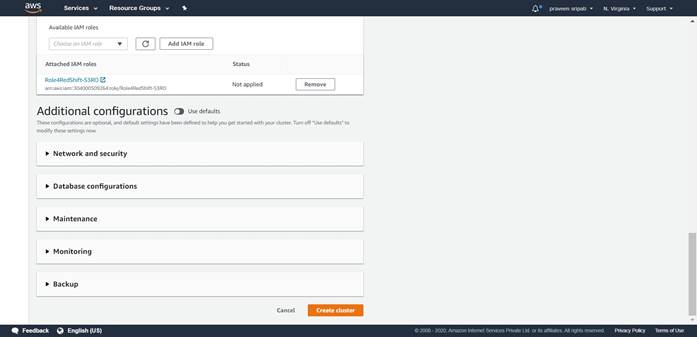 aws
Services
Resource Groups
praveen sripati
N. Virginia
Support
Available IAM roles
Choose an IAM role
Add IAM role
Attached IAM roles
Status
Role4RedShift-S3RO
arn:aws:iam::304000509264:role/Role4RedShift-S3RO
Not applied
Remove
Additional configurations
Use defaults
These configurations are optional, and default settings have been defined to help you get started with your cluster. Turn off "Use defaults" to
modify these settings now.
Network and security
Database configurations
Maintenance
Monitoring
Backup
Cancel
Create cluster
Feedback
English (US)
© 2008 - 2020, Amazon Internet Services Private Ltd. or its affiliates. All rights reserved.
Privacy Policy
Terms of Use